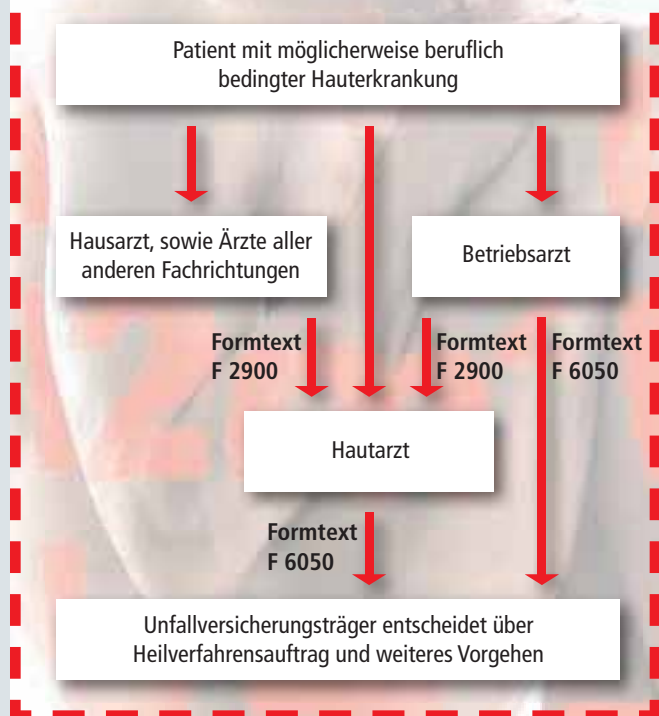 Patient mit möglicherweise beruflich
bedingter Hauterkrankung
Hausarzt, sowie Ärzte aller
anderen Fachrichtungen
Betriebsarzt
Formtext
F 2900
Formtext
F 2900
Formtext
F 6050
Hautarzt
Formtext
F 6050
Unfallversicherungsträger entscheidet über
Heilverfahrensauftrag und weiteres Vorgehen